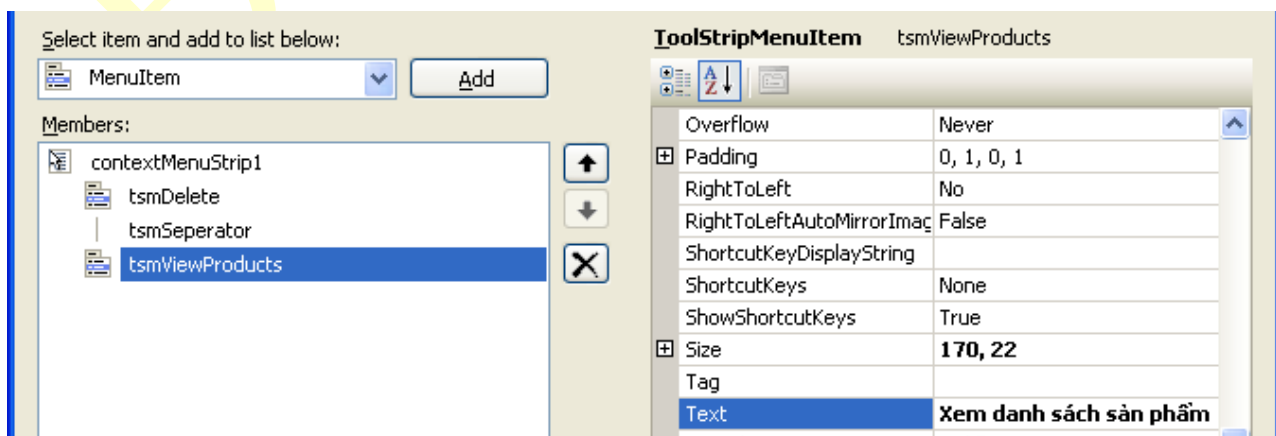 Select item and add to list below:
MenuItem
Add
Members:
contextMenuStrip1
tsmDelete
tsmSeperator
tsmViewProducts
ToolStripMenuItem tsmViewProducts
Overflow Never
Padding 0, 1, 0, 1
RightToLeft No
RightToLeftAutoMirrorImag False
ShortcutKeyDisplayString
ShortcutKeys None
ShowShortcutKeys True
Size 170, 22
Tag
Text Xem danh sách sản phẩm